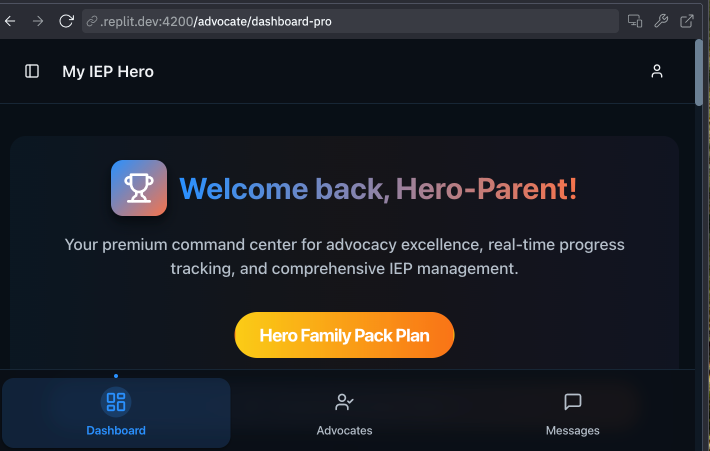 .replit.dev:4200/advocate/dashboard-pro
My IEP Hero
Welcome back, Hero-Parent!
Your premium command center for advocacy excellence, real-time progress
tracking, and comprehensive IEP management.
Hero Family Pack Plan
Dashboard
Advocates
Messages